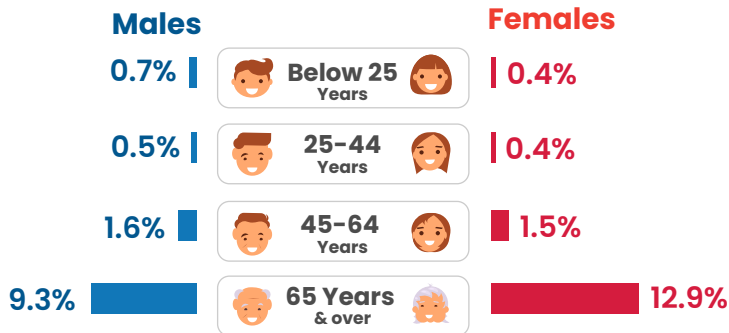 Males
Females
0.7%
Below 25
Years
0.4%
0.5%
25-44
Years
0.4%
1.6%
45-64
Years
1.5%
9.3%
65 Years
& over
12.9%